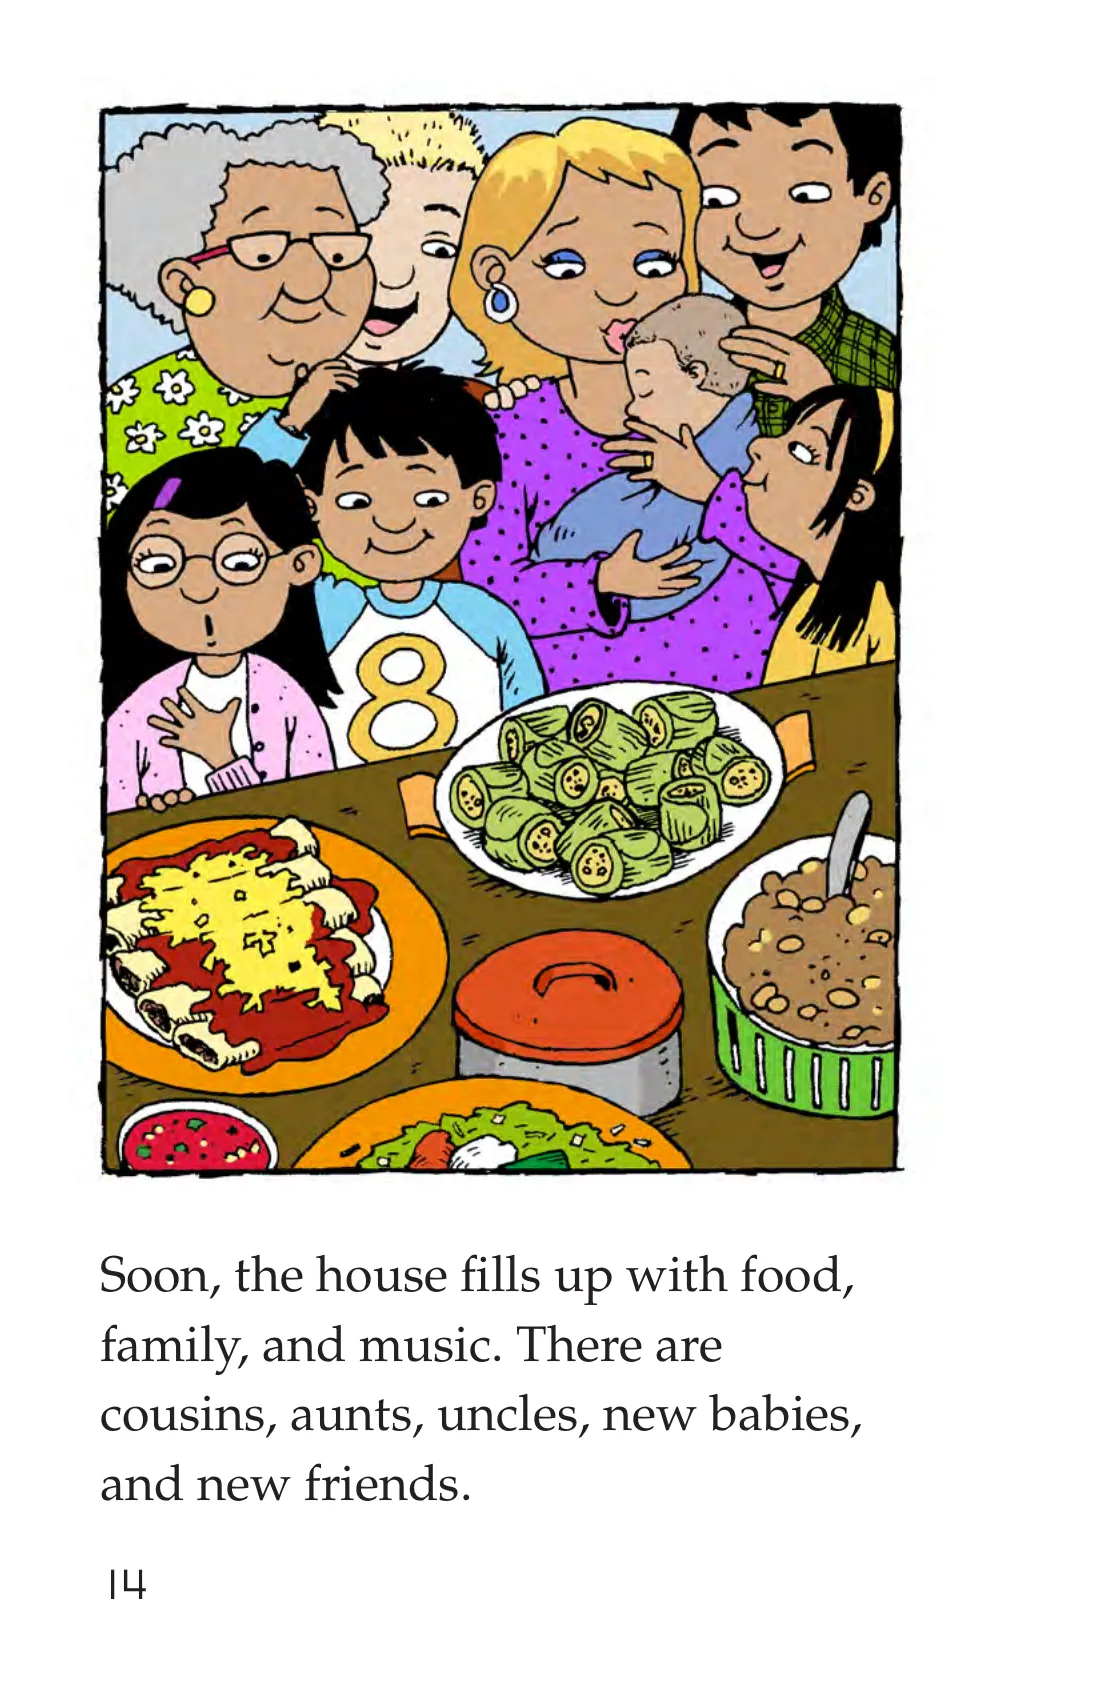 8
Soon, the house fills up with food,
family, and music. There are
cousins, aunts, uncles, new babies,
and new friends.
14